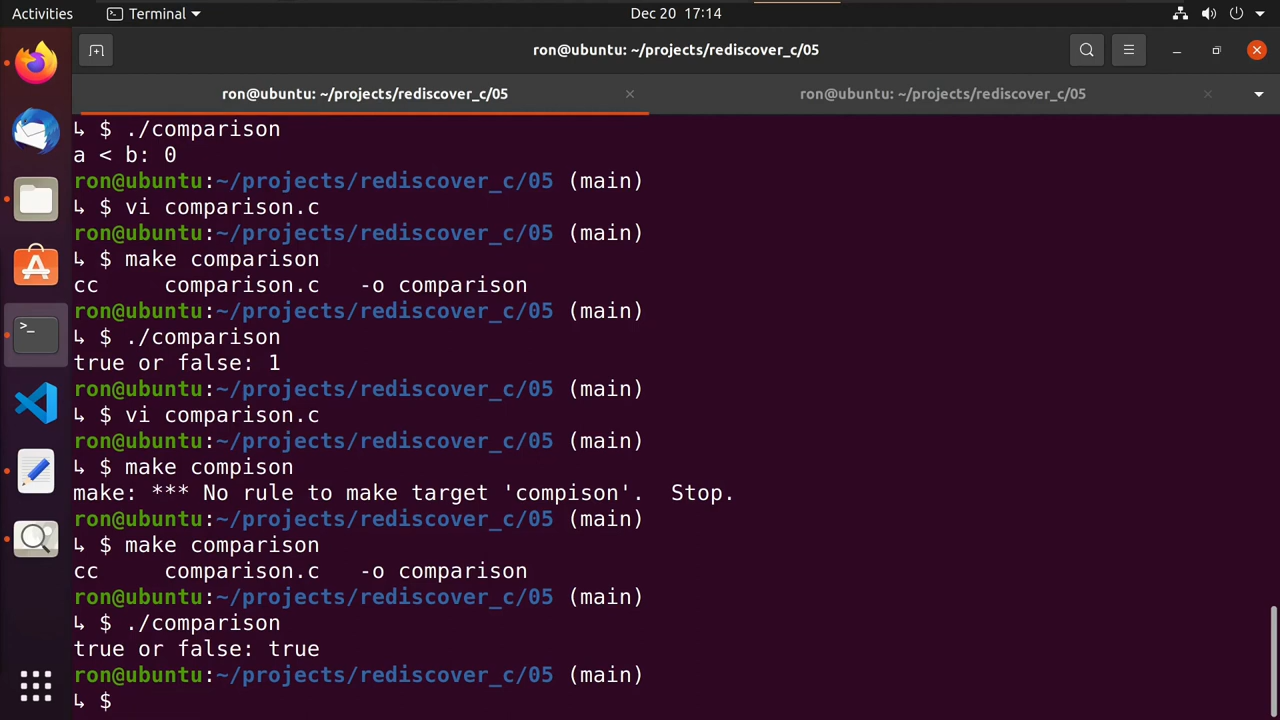 Activities Terminal Dec 20 17:14
ron@ubuntu: ~/projects/rediscover_c/05
ron@ubuntu: ~/projects/rediscover_c/05 ron@ubuntu: ~/projects/rediscover_c/05
↳ $ ./comparison
a < b: 0
ron@ubuntu:~/projects/rediscover_c/05 (main)
↳ $ vi comparison.c
ron@ubuntu:~/projects/rediscover_c/05 (main)
↳ $ make comparison
cc     comparison.c   -o comparison
ron@ubuntu:~/projects/rediscover_c/05 (main)
↳ $ ./comparison
true or false: 1
ron@ubuntu:~/projects/rediscover_c/05 (main)
↳ $ vi comparison.c
ron@ubuntu:~/projects/rediscover_c/05 (main)
↳ $ make compison
make: *** No rule to make target 'compison'.  Stop.
ron@ubuntu:~/projects/rediscover_c/05 (main)
↳ $ make comparison
cc     comparison.c   -o comparison
ron@ubuntu:~/projects/rediscover_c/05 (main)
↳ $ ./comparison
true or false: true
ron@ubuntu:~/projects/rediscover_c/05 (main)
↳ $